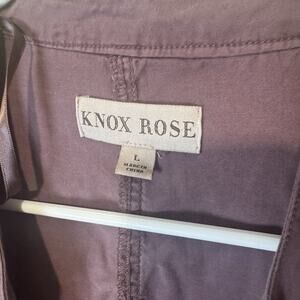 KNOX ROSE
L
MADE IN
CHINA